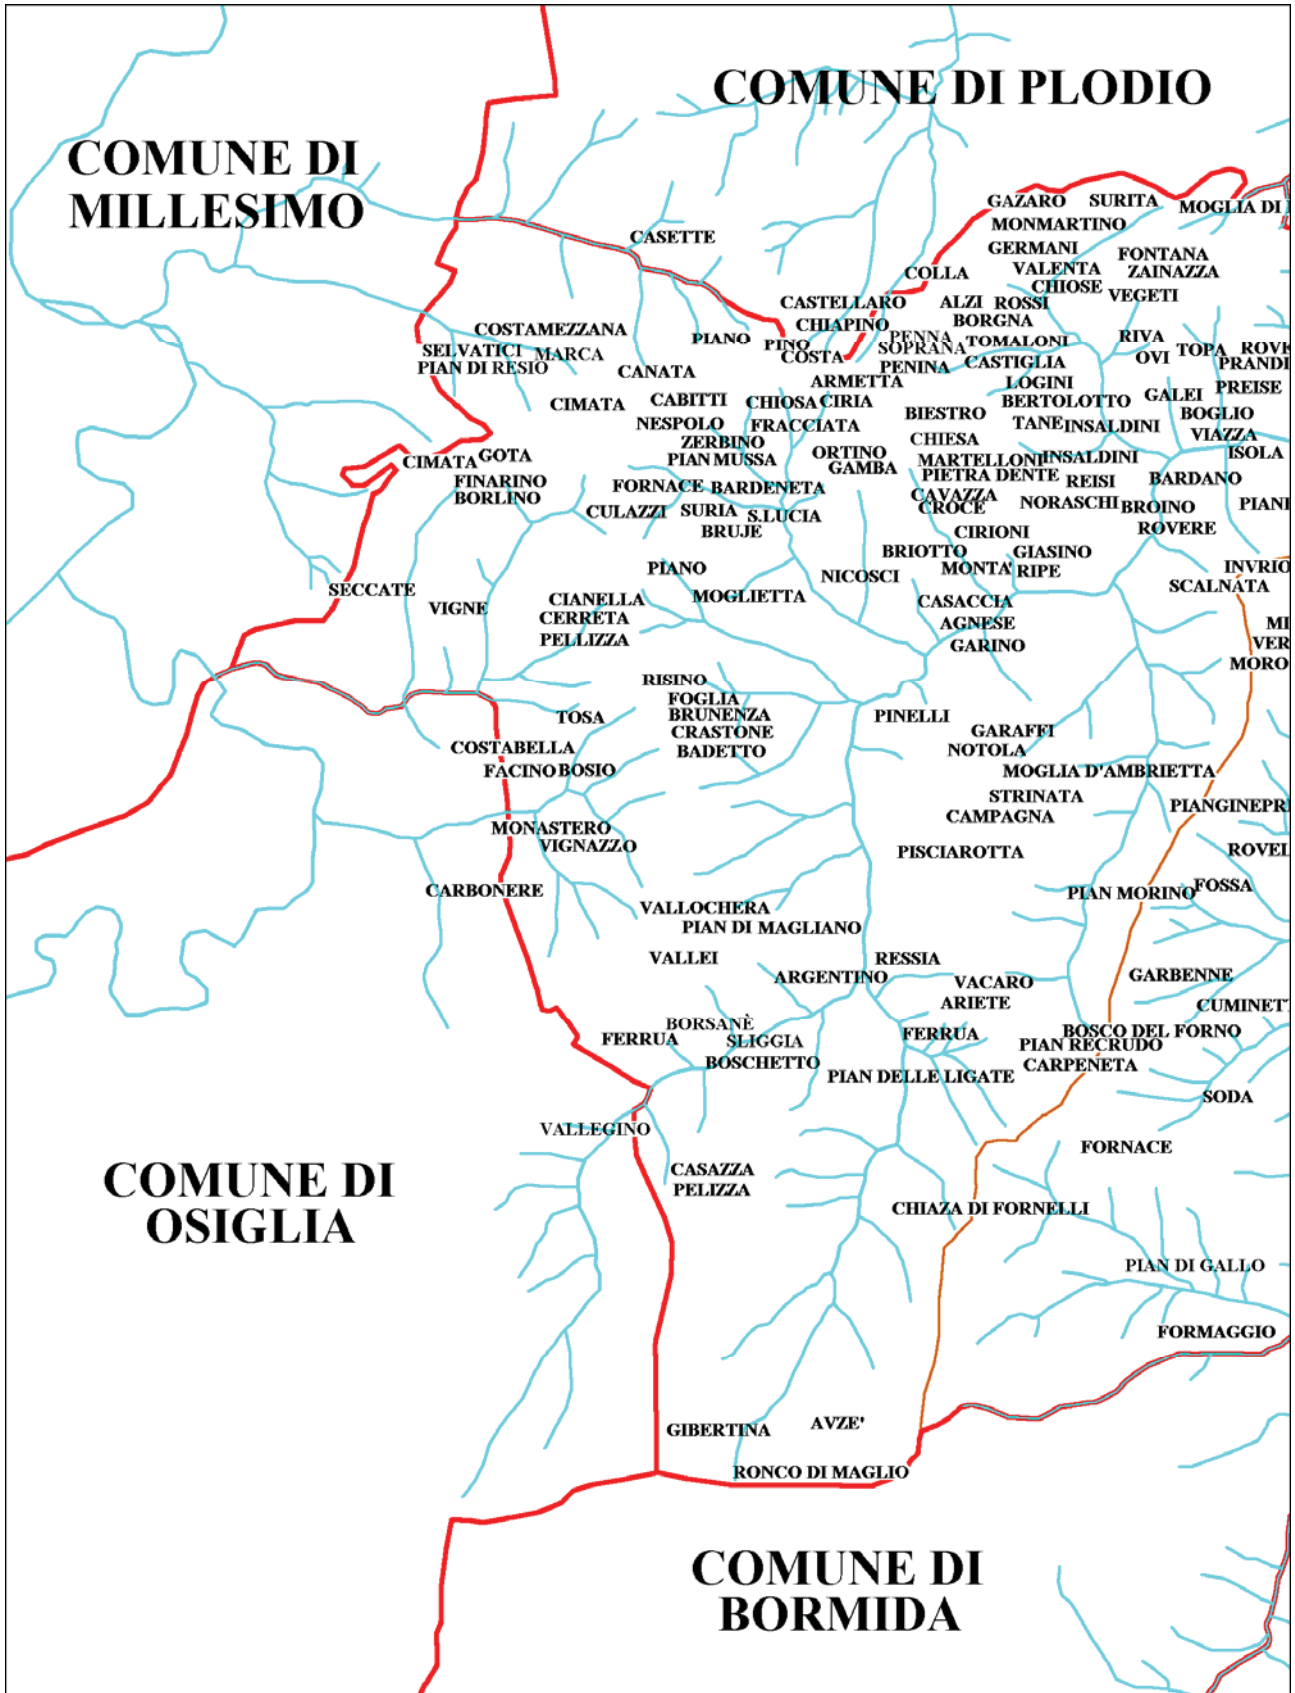 COMUNE DI PLODIO
COMUNE DI
MILLESIMO
GAZARO
SURITA
MOGLIA DI
MONMARTINO
CASETTE
GERMANI
FONTANA
COLLA
VALENTA
ZAINAZZA
CHIOSE
VEGETI
CASTELLARO
ALZI
ROSSI
CHIAPINO
BORGNA
COSTAMEZZANA
PIANO
PINO
PENNA
SOPRANA
TOMALONI
RIVA
SELVATICI
MARCA
COSTA
OVI
TOPA
PIAN DI RESIO
CANATA
PENINA
CASTIGLIA
PRANDI
ARMETTA
LOGINI
PREISE
CIMATA
CABITTI
CHIOSA
CIRIA
BERTOLOTTO
GALEI
NESPOLO
FRACCIATA
BIESTRO
TANE
INSALDINI
BOGLIO
ZERBINO
CHIESA
VIAZZA
CIMATA
GOTA
PIAN MUSSA
ORTINO
MARTELLONI
INSALDINI
ISOLA
GAMBA
FINARINO
FORNACE
BARDENETA
PIETRA DENTE
REISI
BARDANO
BORLINO
CAVAZZA
NORASCHI
BROINO
PIANI
CULAZZI
SURIA
S.LUCIA
CROCE
BRUJE
CIRIONI
ROVERE
BRIOTTO
GIASINO
PIANO
NICOSCI
MONTA'
RIPE
INVRIO
SECCATE
SCALNATA
VIGNE
CIANELLA
MOGLIETTA
CASACCIA
CERRETA
AGNESE
PELLIZZA
GARINO
MORO
RISINO
FOGLIA
TOSA
BRUNENZA
PINELLI
CRASTONE
GARAFFI
COSTABELLA
BADETTO
NOTOLA
FACINO
BOSIO
MOGLIA D'AMBRIETTA
STRINATA
PIANGINEPR
CAMPAGNA
MONASTERO
VIGNAZZO
PISCIAROTTA
ROVEL
CARBONERE
PIAN MORINO
FOSSA
VALLOCHERA
PIAN DI MAGLIANO
VALLEI
RESSIA
ARGENTINO
VACARO
GARBENNE
ARIETE
CUMINET
BORSANÈ
FERRUA
SLIGGIA
FERRUA
BOSCO DEL FORNO
PIAN RECRUDO
BOSCHETTO
CARPENETA
PIAN DELLE LIGATE
SODA
VALLEGINO
FORNACE
COMUNE DI
OSIGLIA
CASAZZA
PELIZZA
CHIAZA DI FORNELLI
PIAN DI GALLO
FORMAGGIO
GIBERTINA
AVZE'
RONCO DI MAGLIO
COMUNE DI
BORMIDA